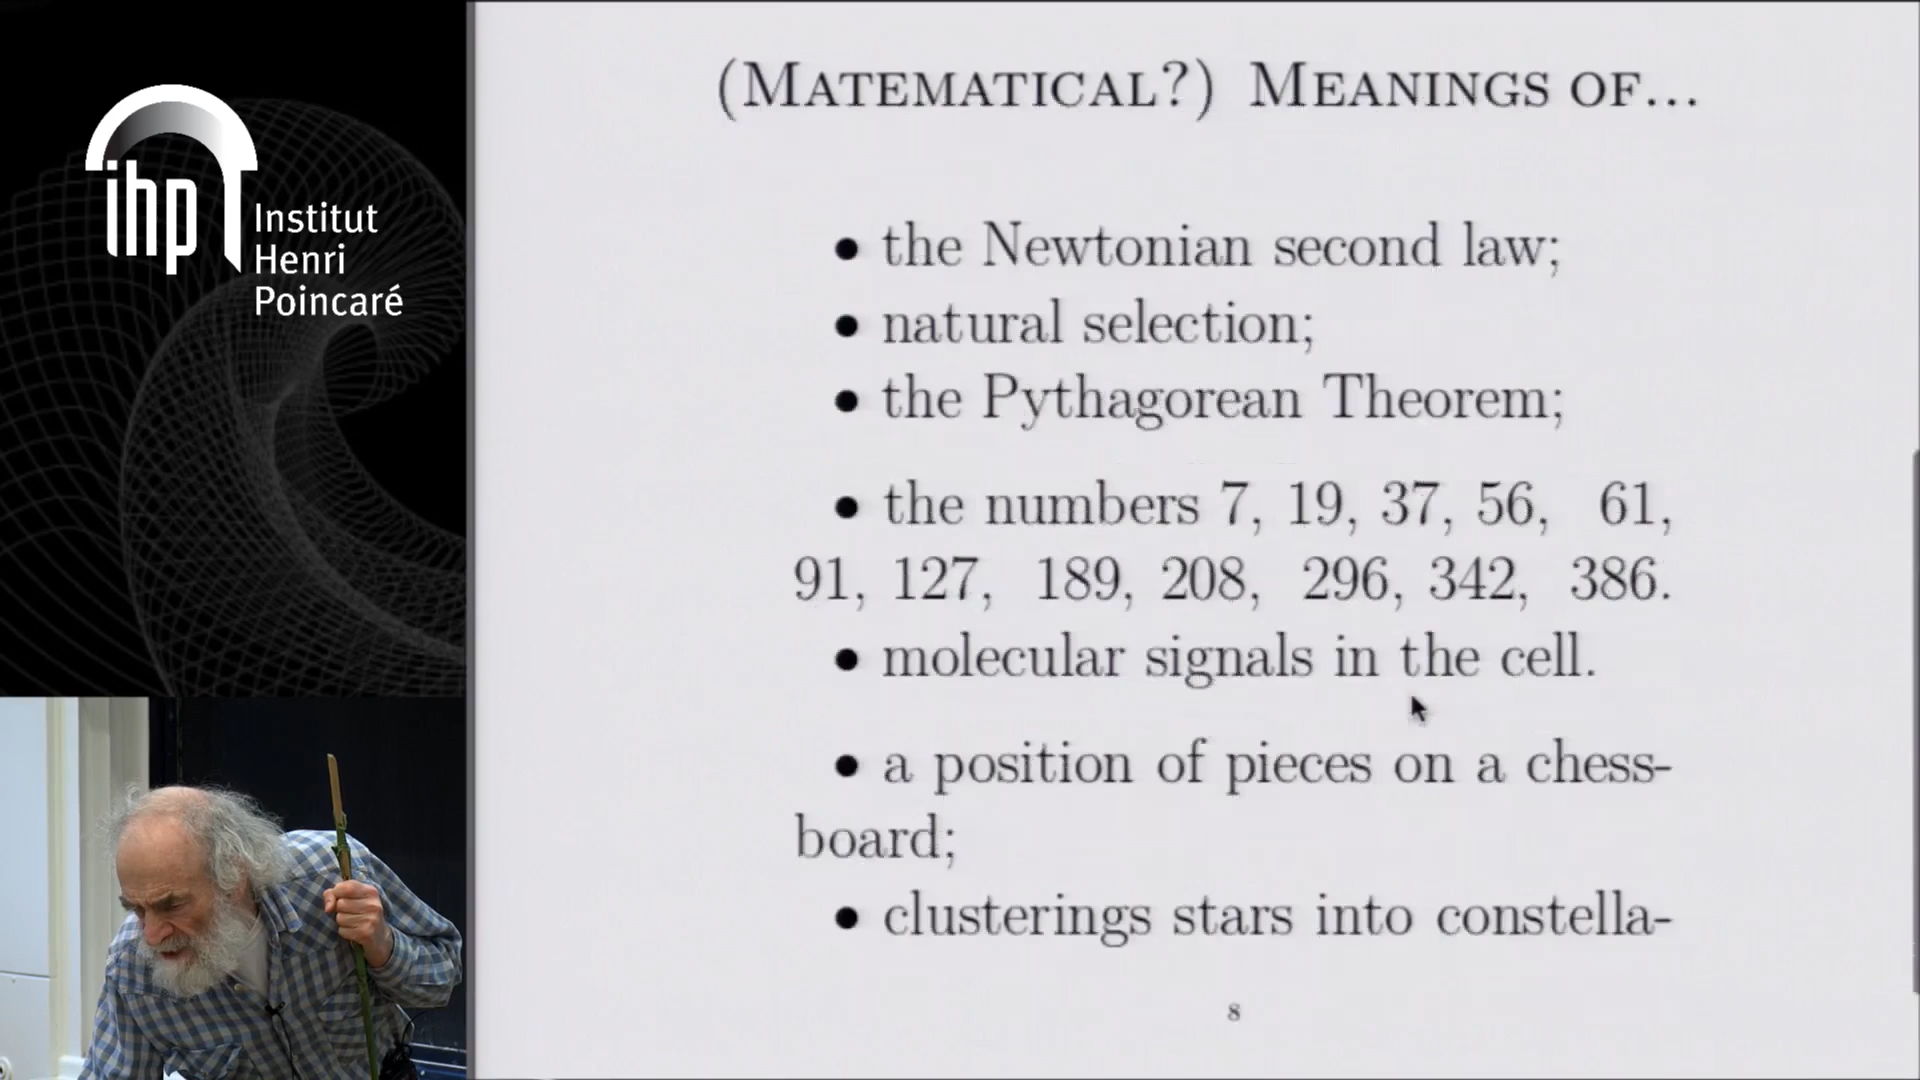 ihp
Institut
Henri
Poincaré
(MATEMATICAL?) MEANINGS OF...
• the Newtonian second law;
• natural selection;
• the Pythagorean Theorem;
• the numbers 7, 19, 37, 56, 61,
91, 127, 189, 208, 296, 342, 386.
• molecular signals in the cell.
• a position of pieces on a chess-
board;
• clusterings stars into constella-
8